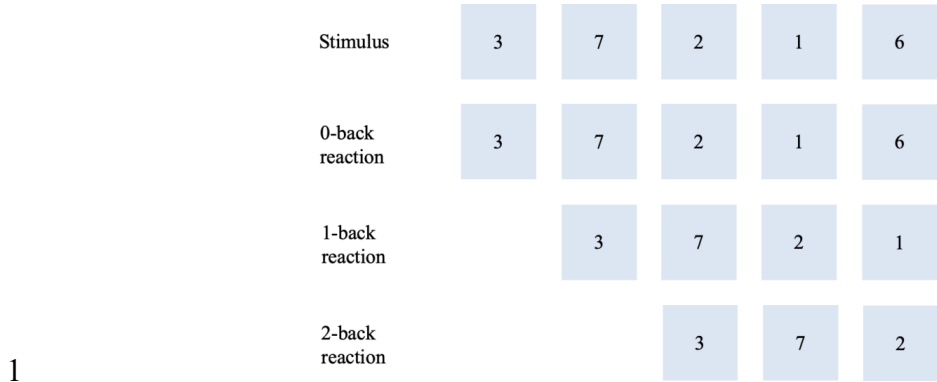 Stimulus 3 7 2 1 6
0-back
reaction 3 7 2 1 6
1-back
reaction 3 7 2 1
2-back
reaction 3 7 2
1